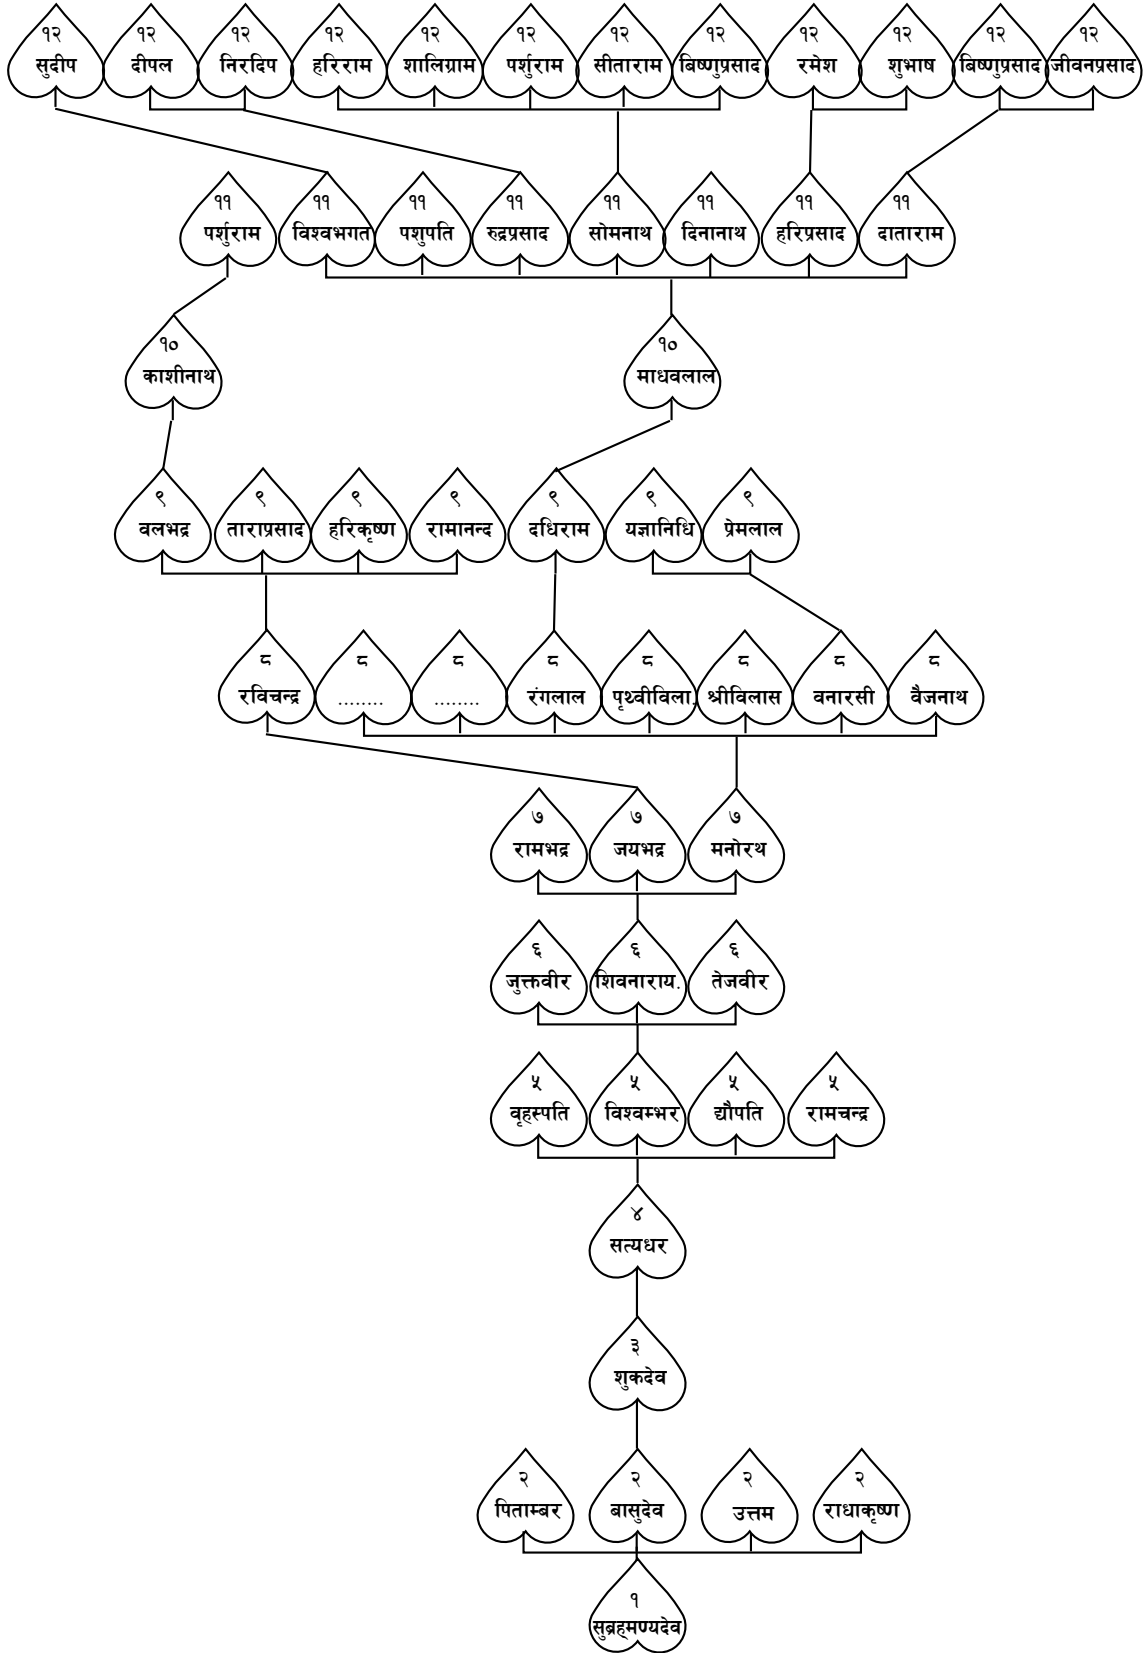 १२ १२ १२ १२ १२ १२ १२ १२ १२ १२ १२ १२
सुदीप दीपल निरदिप हरिराम शालिग्राम पर्शुराम सीताराम बिष्णुप्रसाद रमेश शुभाष बिष्णुप्रसाद जीवनप्रसाद
११ ११ ११ ११ ११ ११ ११ ११
पर्शुराम विश्वभगत पशुपति रुद्रप्रसाद सोमनाथ दिनानाथ हरिप्रसाद दाताराम
१० १०
काशीनाथ माधवलाल
९ ९ ९ ९ ९ ९ ९
वलभद्र ताराप्रसाद हरिकृष्ण रामानन्द दधिराम यज्ञानिधि प्रेमलाल
८ ८ ८ ८ ८ ८ ८ ८
रविचन्द्र ........ ........ रंगलाल पृथ्वीविला. श्रीविलास वनारसी वैजनाथ
७ ७ ७
रामभद्र जयभद्र मनोरथ
६ ६ ६
जुक्तवीर शिवनाराय. तेजवीर
५ ५ ५ ५
वृहस्पति विश्वम्भर द्यौपति रामचन्द्र
४
सत्यधर
३
शुकदेव
२ २ २ २
पिताम्बर बासुदेव उत्तम राधाकृष्ण
१
सुब्रह्मण्यदेव